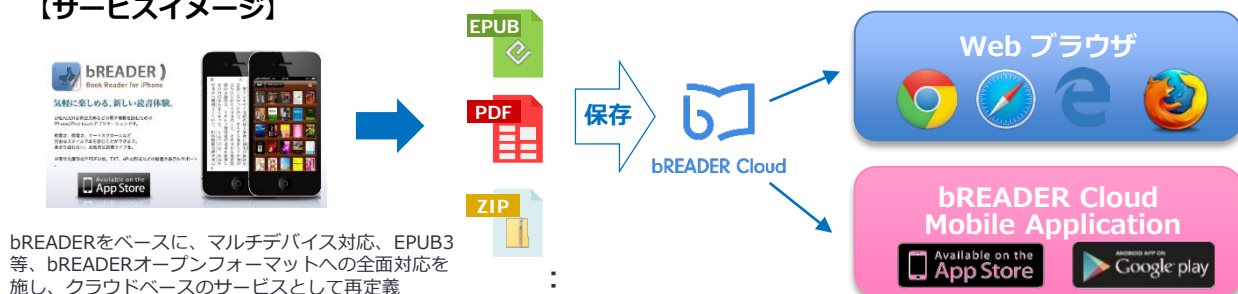 【サービスイメージ】
bREADER
Book Reader for iPhone
気軽に楽しめる、新しい読書体験。
Available on the
App Store
bREADERをベースに、マルチデバイス対応、EPUB3
等、bREADERオープンフォーマットへの全面対応を
施し、クラウドベースのサービスとして再定義
EPUB
PDF
ZIP
:
保存
bREADER Cloud
Web ブラウザ
bREADER Cloud
Mobile Application
Available on the
App Store
ANDROID APP ON
Google play